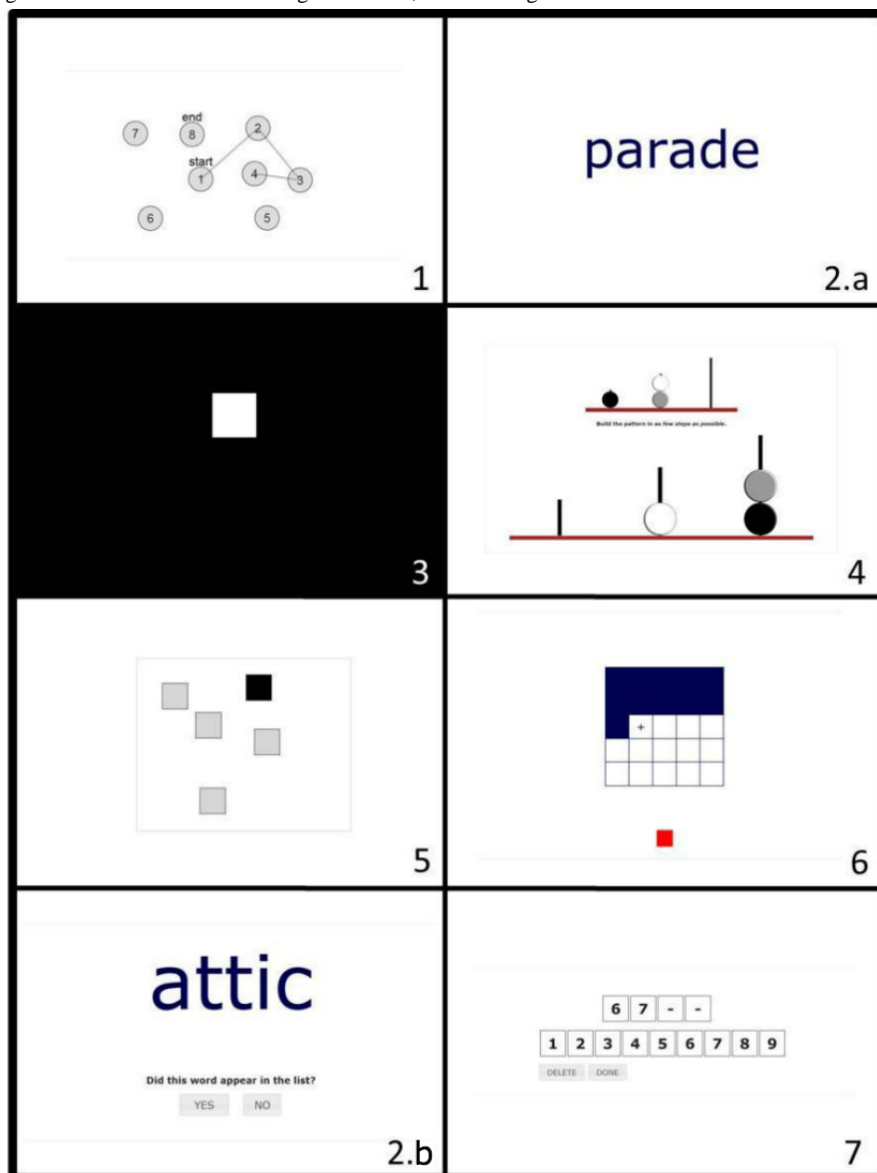 end
7
8
2
start
1
4
3
6
5
1
parade
2.a
3
Build the pattern in as few steps as possible.
4
5
+
6
attic
Did this word appear in the list?
YES NO
2.b
6 7 - -
1 2 3 4 5 6 7 8 9
DELETE DONE
7